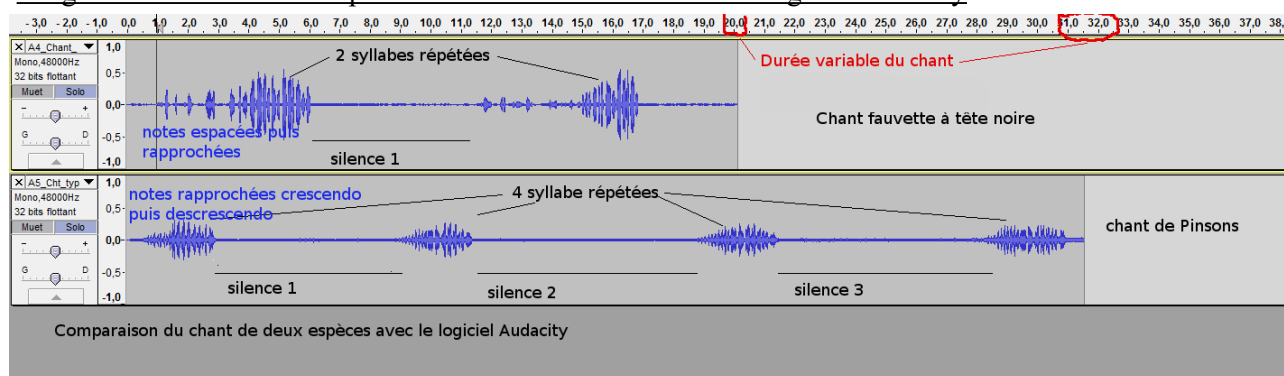 - 3,0 - 2,0 - 1,0 0,0 1,0 2,0 3,0 4,0 5,0 6,0 7,0 8,0 9,0 10,0 11,0 12,0 13,0 14,0 15,0 16,0 17,0 18,0 19,0 20,0 21,0 22,0 23,0 24,0 25,0 26,0 27,0 28,0 29,0 30,0 31,0 32,0 33,0 34,0 35,0 36,0 37,0 38,
A4_Chant_
Mono,48000Hz
32 bits flottant
Muet Solo
- +
G D
1,0
0,5-
0,0-
-0,5-
-1,0
2 syllabes répétées
Durée variable du chant
Chant fauvette à tête noire
notes espacées puis
rapprochées
silence 1
A5_Cht_typ
Mono,48000Hz
32 bits flottant
Muet Solo
- +
G D
1,0
0,5-
0,0-
-0,5-
-1,0
notes rapprochées crescendo
puis descrescendo
4 syllabe répétées
chant de Pinsons
silence 1
silence 2
silence 3
Comparaison du chant de deux espèces avec le logiciel Audacity